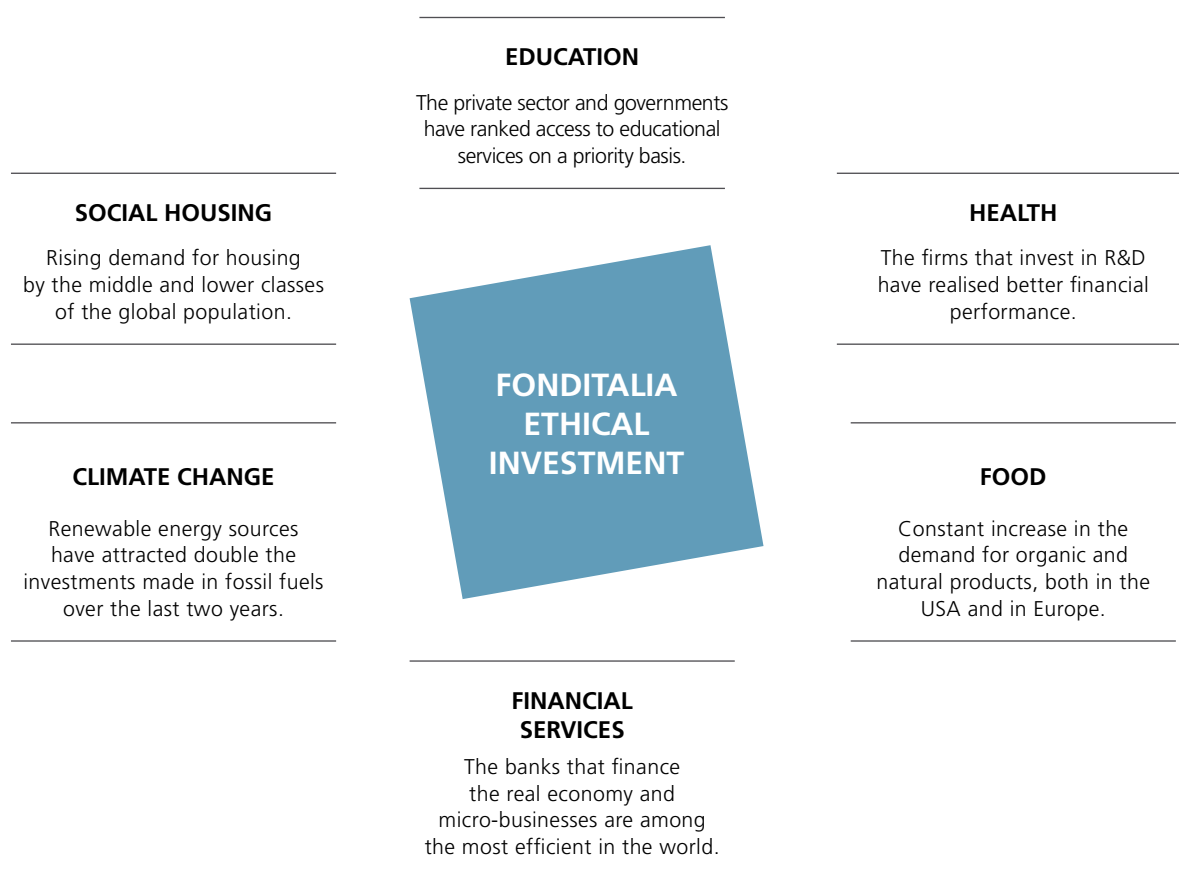 EDUCATION
The private sector and governments
have ranked access to educational
services on a priority basis.
SOCIAL HOUSING
Rising demand for housing
by the middle and lower classes
of the global population.
HEALTH
The firms that invest in R&D
have realised better financial
performance.
FONDITALIA
ETHICAL
INVESTMENT
CLIMATE CHANGE
Renewable energy sources
have attracted double the
investments made in fossil fuels
over the last two years.
FOOD
Constant increase in the
demand for organic and
natural products, both in the
USA and in Europe.
FINANCIAL
SERVICES
The banks that finance
the real economy and
micro-businesses are among
the most efficient in the world.